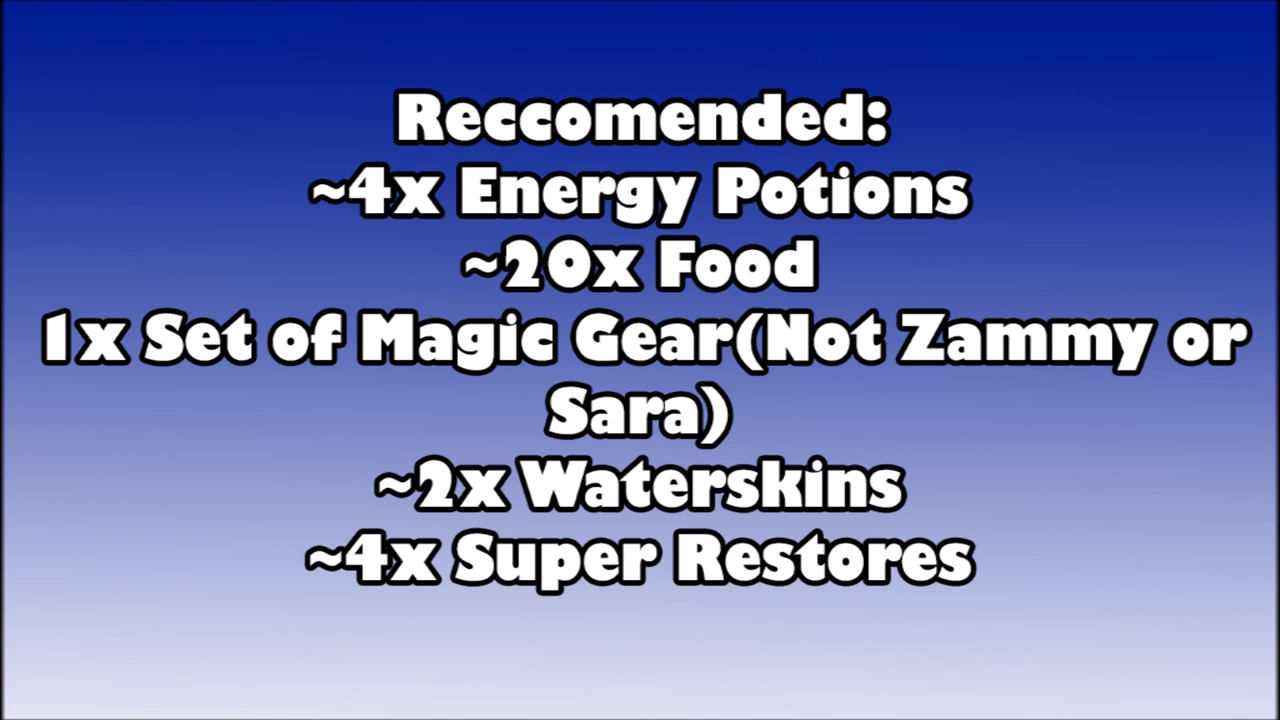 Reccomended:
~4x Energy Potions
~20x Food
1x Set of Magic Gear(Not Zammy or
Sara)
~2x Waterskins
~4x Super Restores